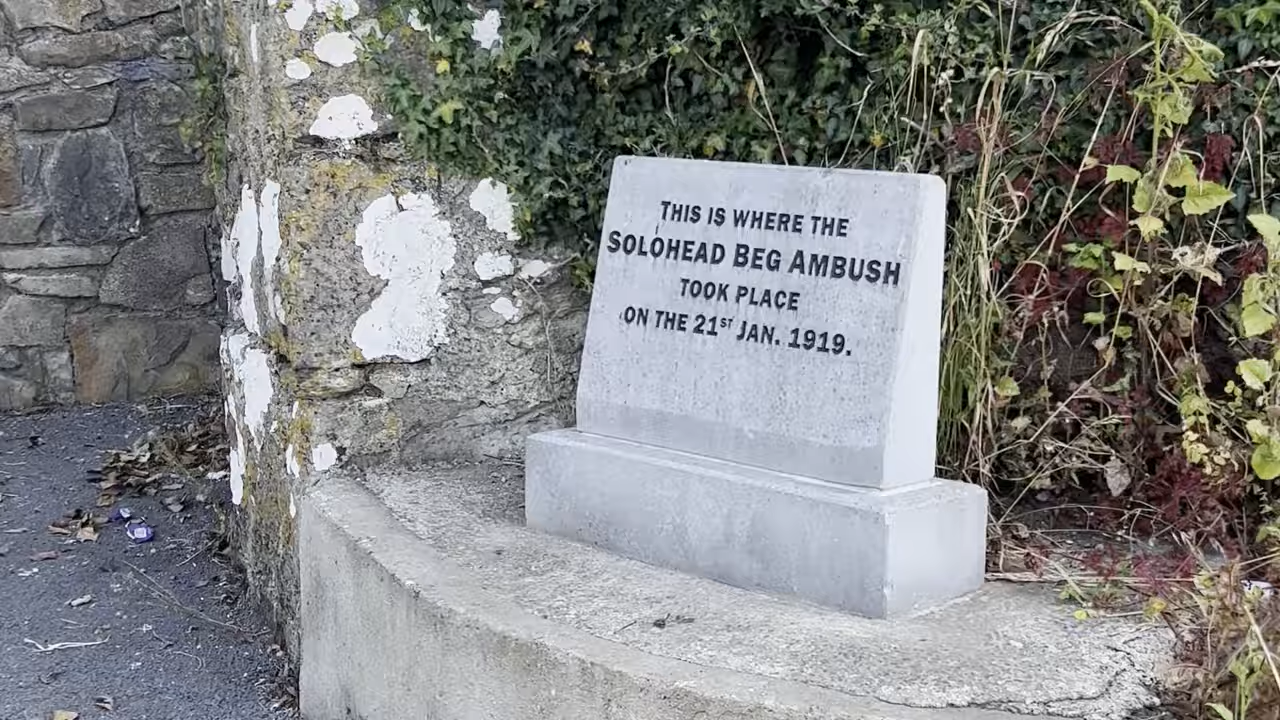 THIS IS WHERE THE
SOLOHEAD BEG AMBUSH
TOOK PLACE
ON THE 21ST JAN. 1919.